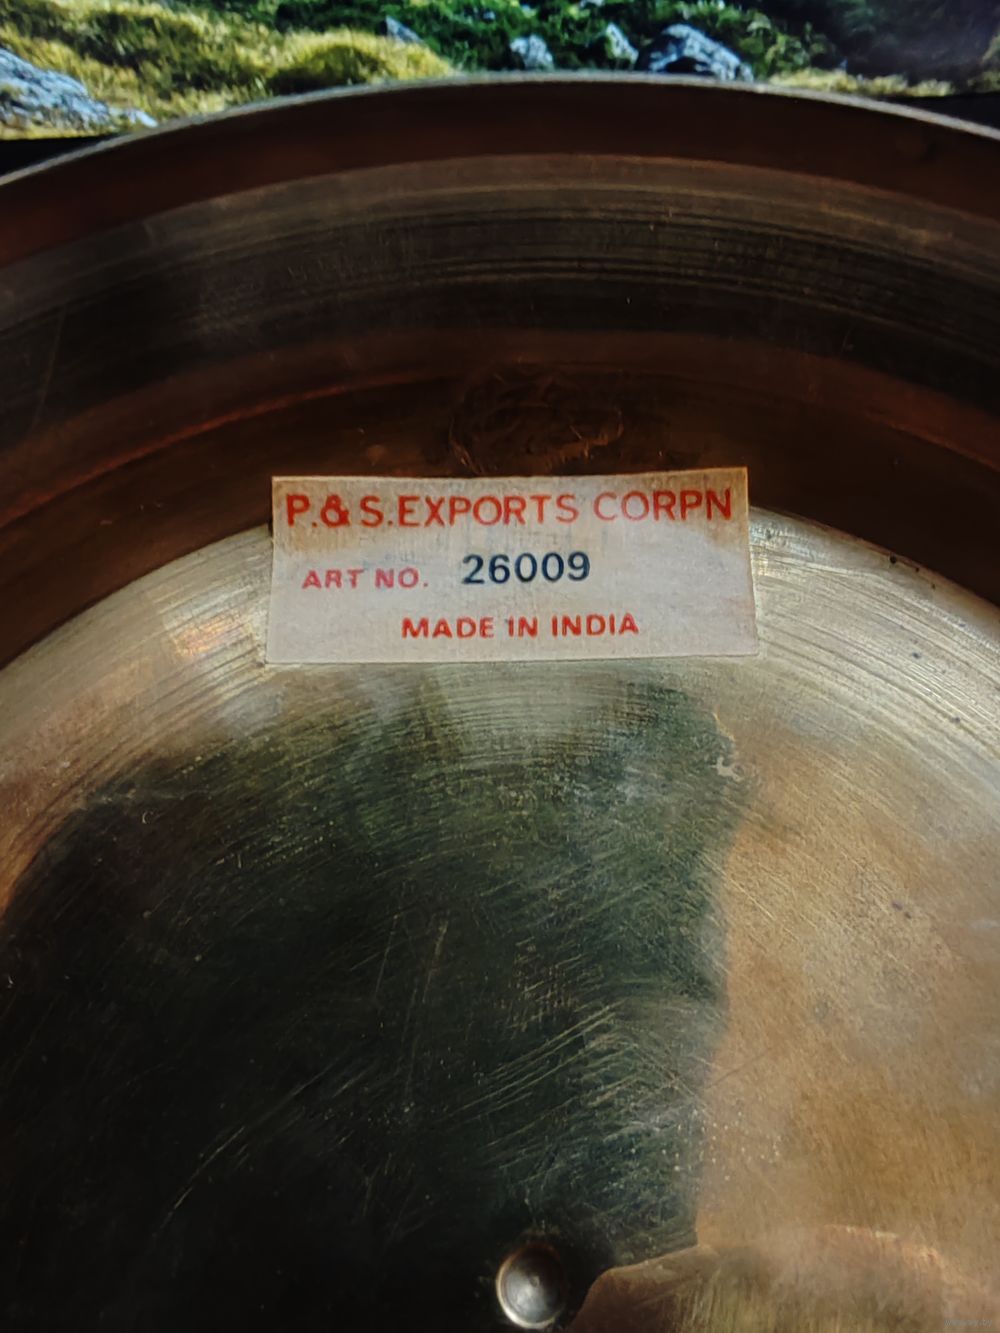 P.& S.EXPORTS CORPN
ART NO. 26009
MADE IN INDIA